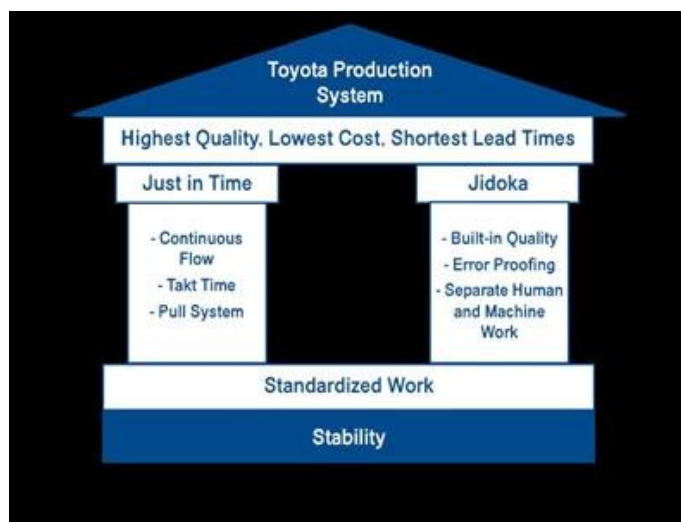 Toyota Production
System
Highest Quality, Lowest Cost, Shortest Lead Times
Just in Time
- Continuous
Flow
- Takt Time
- Pull System
Jidoka
- Built-in Quality
- Error Proofing
- Separate Human
and Machine
Work
Standardized Work
Stability